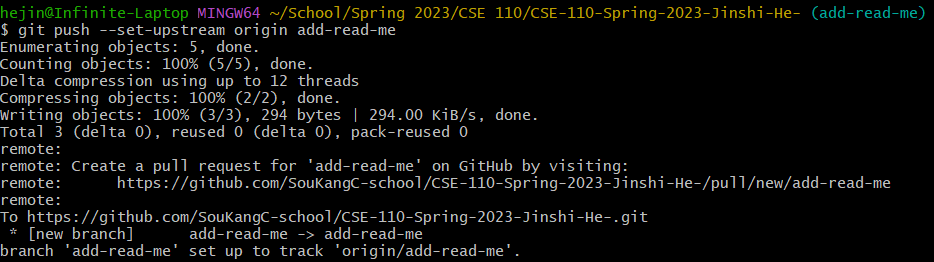 hejin@Infinite-Laptop MINGW64 ~/School/Spring 2023/CSE 110/CSE-110-Spring-2023-Jinshi-He- (add-read-me)
$ git push --set-upstream origin add-read-me
Enumerating objects: 5, done.
Counting objects: 100% (5/5), done.
Delta compression using up to 12 threads
Compressing objects: 100% (2/2), done.
Writing objects: 100% (3/3), 294 bytes | 294.00 KiB/s, done.
Total 3 (delta 0), reused 0 (delta 0), pack-reused 0
remote:
remote: Create a pull request for 'add-read-me' on GitHub by visiting:
remote:      https://github.com/SouKangC-school/CSE-110-Spring-2023-Jinshi-He-/pull/new/add-read-me
remote:
To https://github.com/SouKangC-school/CSE-110-Spring-2023-Jinshi-He-.git
 * [new branch]      add-read-me -> add-read-me
branch 'add-read-me' set up to track 'origin/add-read-me'.